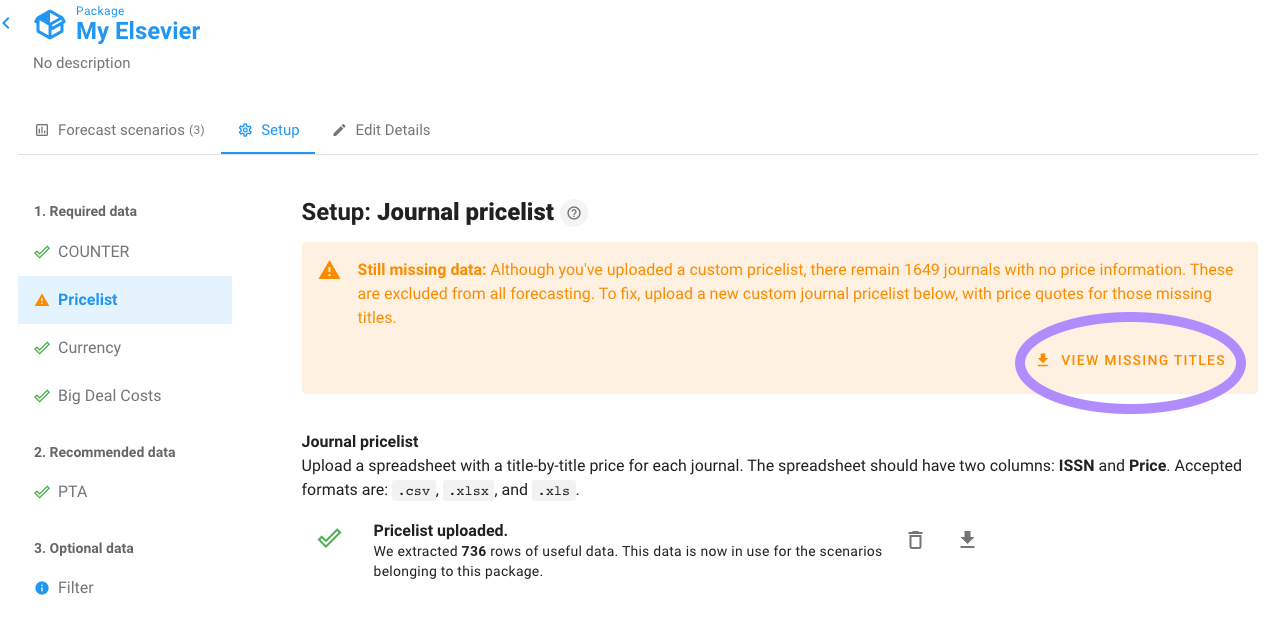 Package
My Elsevier
No description
Forecast scenarios (3)
Setup
Edit Details
1. Required data
COUNTER
Pricelist
Currency
Big Deal Costs
2. Recommended data
PTA
3. Optional data
Filter
Setup: Journal pricelist
Still missing data: Although you've uploaded a custom pricelist, there remain 1649 journals with no price information. These
are excluded from all forecasting. To fix, upload a new custom journal pricelist below, with price quotes for those missing
titles.
VIEW MISSING TITLES
Journal pricelist
Upload a spreadsheet with a title-by-title price for each journal. The spreadsheet should have two columns: ISSN and Price. Accepted
formats are: .csv, .xlsx, and .xls.
Pricelist uploaded.
We extracted 736 rows of useful data. This data is now in use for the scenarios
belonging to this package.